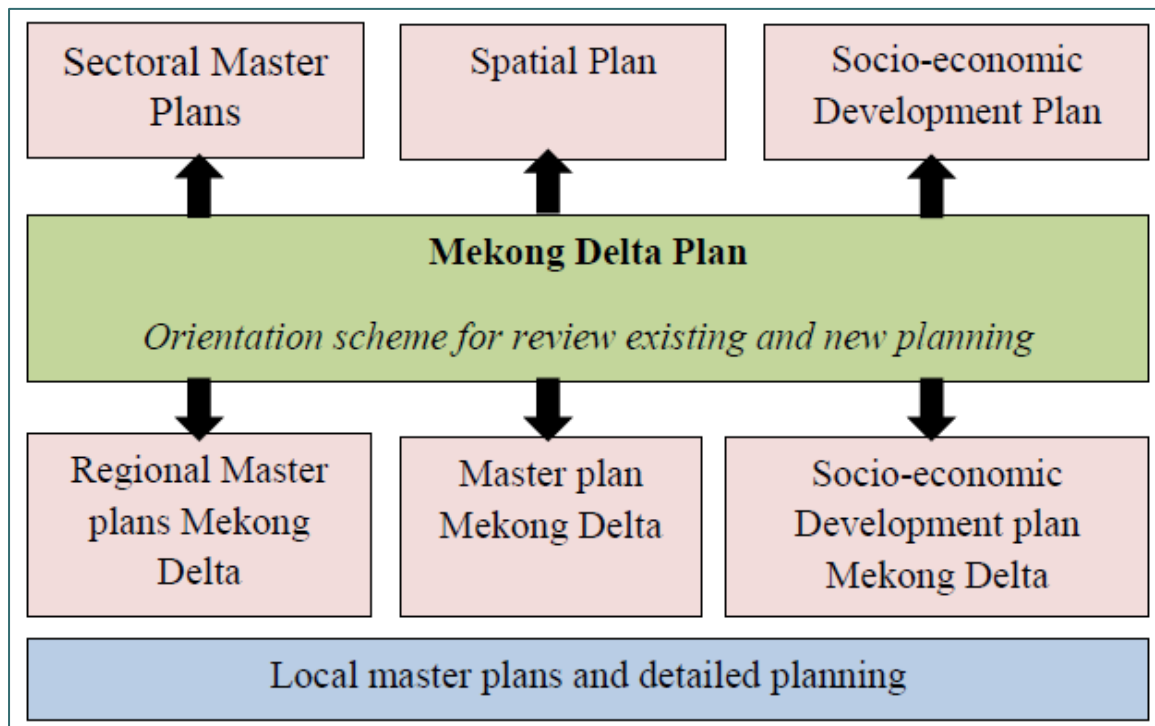 Sectoral Master
Plans
Spatial Plan
Socio-economic
Development Plan
Mekong Delta Plan
Orientation scheme for review existing and new planning
Regional Master
plans Mekong
Delta
Master plan
Mekong Delta
Socio-economic
Development plan
Mekong Delta
Local master plans and detailed planning